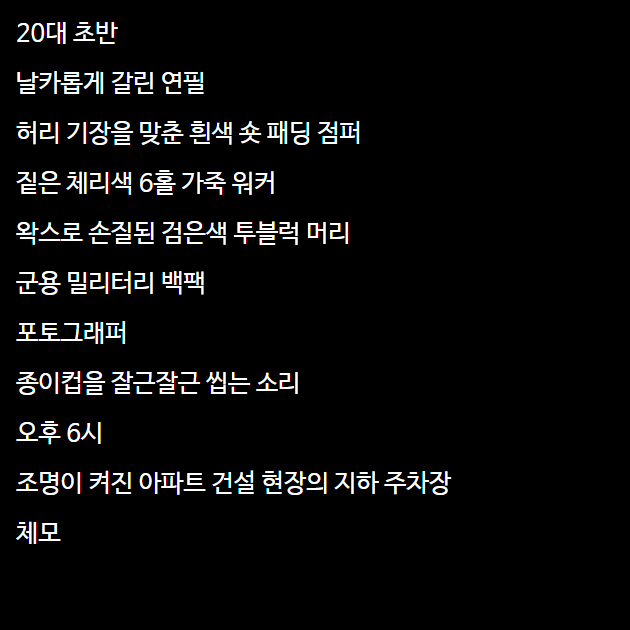 20대 초반
날카롭게 갈린 연필
허리 기장을 맞춘 흰색 숏 패딩 점퍼
짙은 체리색 6홀 가죽 워커
왁스로 손질된 검은색 투블럭 머리
군용 밀리터리 백팩
포토그래퍼
종이컵을 잘근잘근 씹는 소리
오후 6시
조명이 켜진 아파트 건설 현장의 지하 주차장
체모